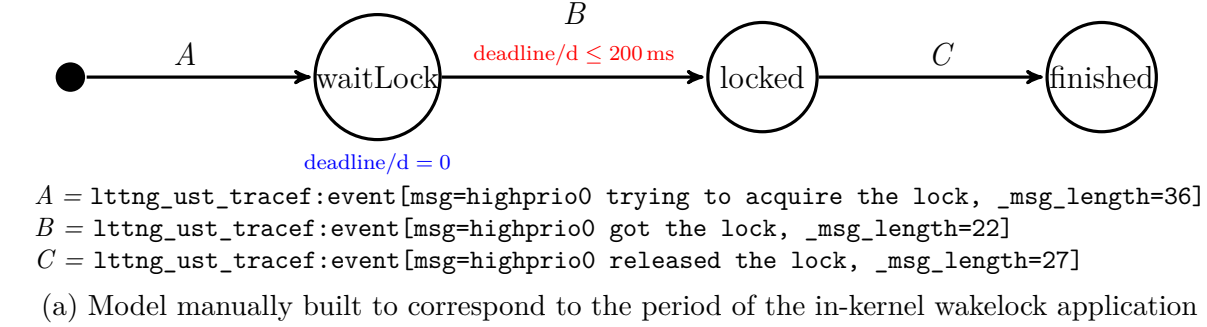 B
A
deadline/d ≤ 200 ms
C
waitLock
locked
finished
deadline/d = 0
A = lttng_ust_tracef:event[msg=highprio0 trying to acquire the lock, _msg_length=36]
B = lttng_ust_tracef:event[msg=highprio0 got the lock, _msg_length=22]
C = lttng_ust_tracef:event[msg=highprio0 released the lock, _msg_length=27]
(a) Model manually built to correspond to the period of the in-kernel wakelock application